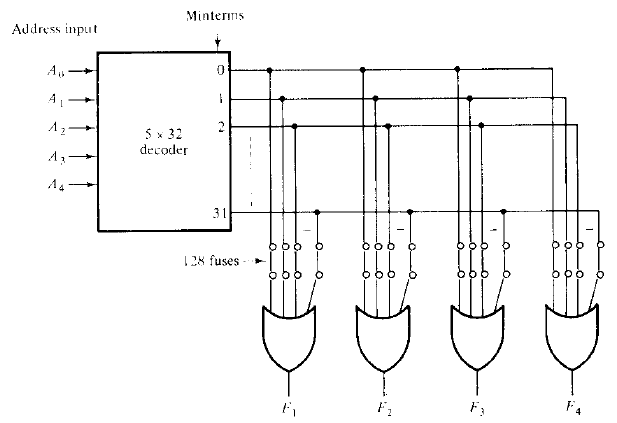 Minterms
Address input
A0
A1
A2
A3
A4
5 × 32
decoder
0
1
2
31
128 fuses
F1
F2
F3
F4